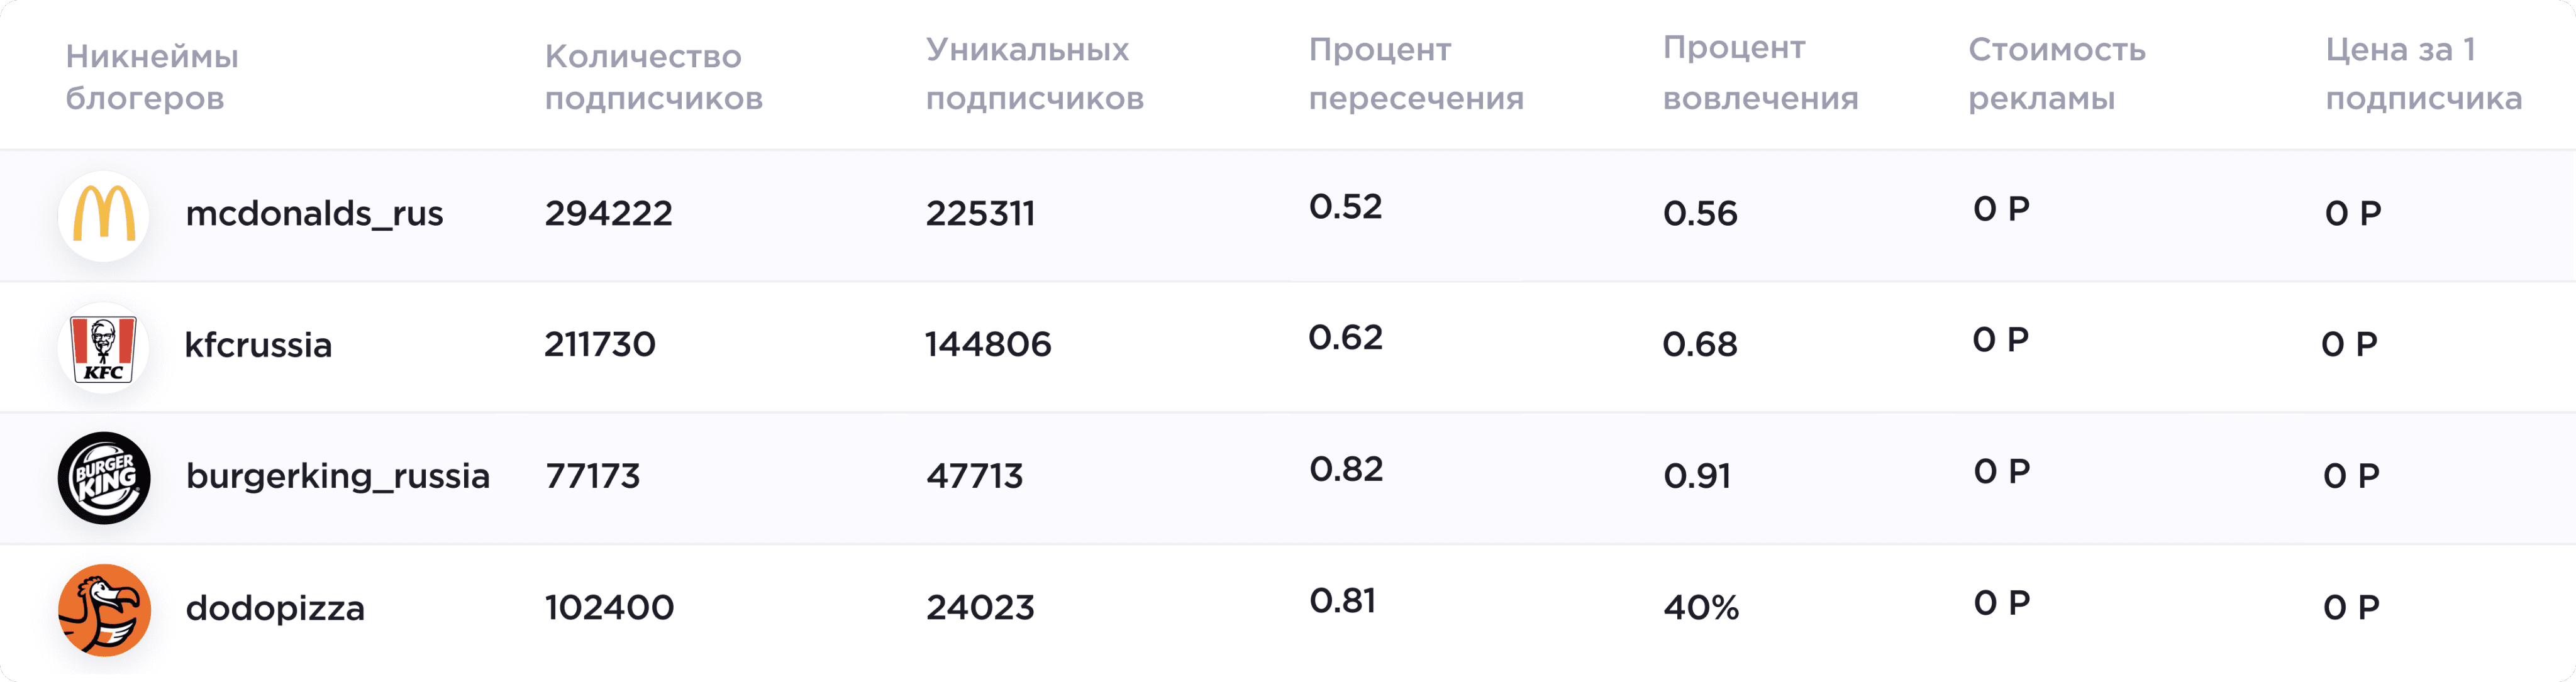 Никнеймы блогеров
Количество подписчиков
Уникальных подписчиков
Процент пересечения
Процент вовлечения
Стоимость рекламы
Цена за 1 подписчика
mcdonalds_rus 294222 225311 0.52 0.56 0 Р 0 Р
KFC
kfcrussia 211730 144806 0.62 0.68 0 Р 0 Р
BURGER KING
burgerking_russia 77173 47713 0.82 0.91 0 Р 0 Р
dodopizza 102400 24023 0.81 40% 0 Р 0 Р